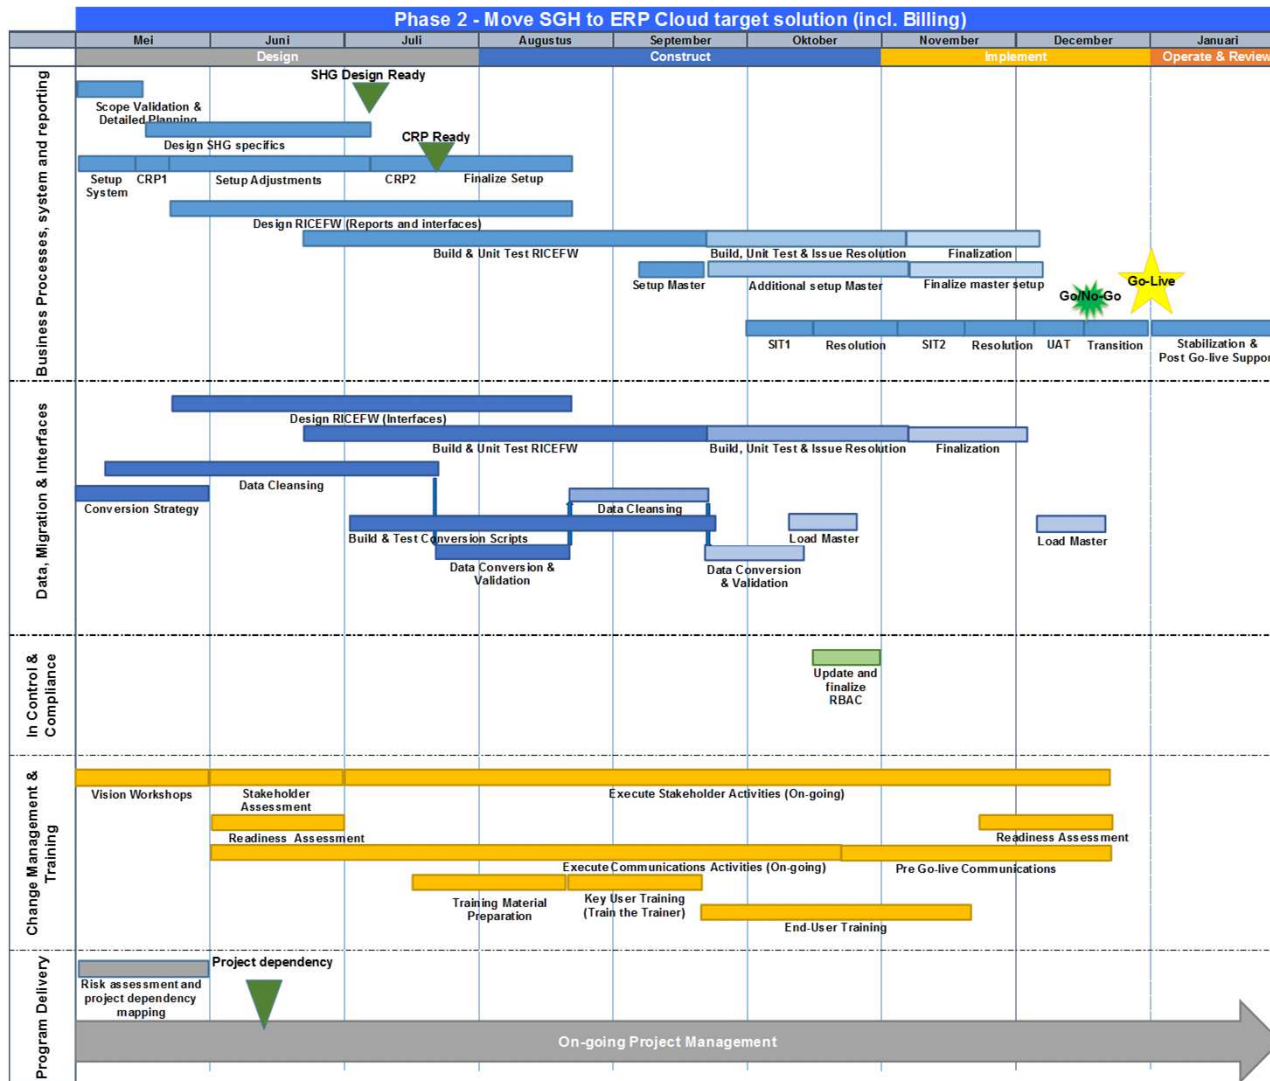 Phase 2 - Move SGH to ERP Cloud target solution (incl. Billing)
Mei
Juni
Juli
Augustus
September
Oktober
November
December
Januari
Design
Construct
Implement
Operate & Review
Business Processes, system and reporting
SHG Design Ready
Scope Validation &
Detailed Planning
Design SHG specifics
CRP Ready
Setup
System
CRP1
Setup Adjustments
CRP2
Finalize Setup
Design RICEFW (Reports and interfaces)
Build & Unit Test RICEFW
Build, Unit Test & Issue Resolution
Finalization
Setup Master
Additional setup Master
Finalize master setup
Go/No-Go
Go-Live
SIT1
Resolution
SIT2
Resolution
UAT
Transition
Stabilization &
Post Go-live Suppor
Data, Migration & Interfaces
Design RICEFW (Interfaces)
Build & Unit Test RICEFW
Build, Unit Test & Issue Resolution
Finalization
Data Cleansing
Conversion Strategy
Data Cleansing
Build & Test Conversion Scripts
Load Master
Load Master
Data Conversion &
Validation
Data Conversion
& Validation
In Control &
Compliance
Update and
finalize
RBAC
Change Management &
Training
Vision Workshops
Stakeholder
Assessment
Execute Stakeholder Activities (On-going)
Readiness Assessment
Readiness Assessment
Execute Communications Activities (On-going)
Pre Go-live Communications
Training Material
Preparation
Key User Training
(Train the Trainer)
End-User Training
Program Delivery
Project dependency
Risk assessment and
project dependency
mapping
On-going Project Management